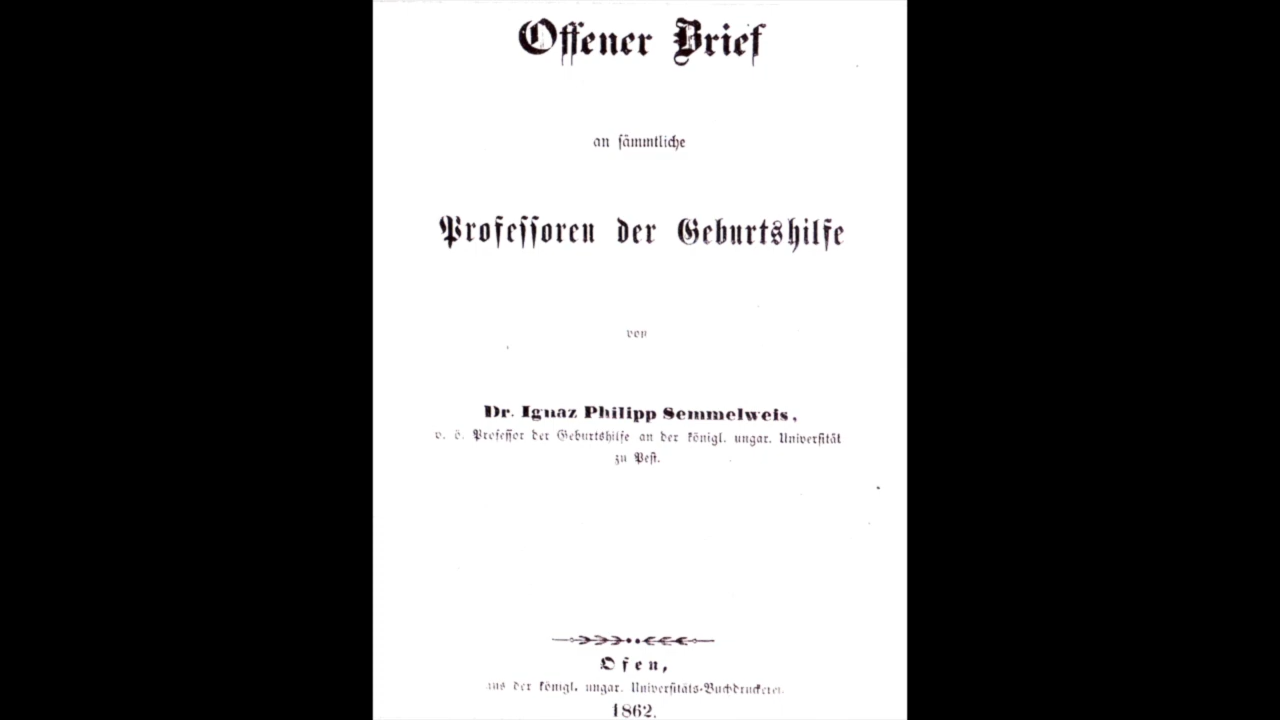 Offener Brief
an sämmtliche
Professoren der Geburtshilfe
von
Dr. Ignaz Philipp Semmelweis,
v. ö. Professor der Geburtshilfe an der königl. ungar. Universität
zu Pest.
Ofen,
aus der königl. ungar. Universitäts-Buchdruckerei.
1862.